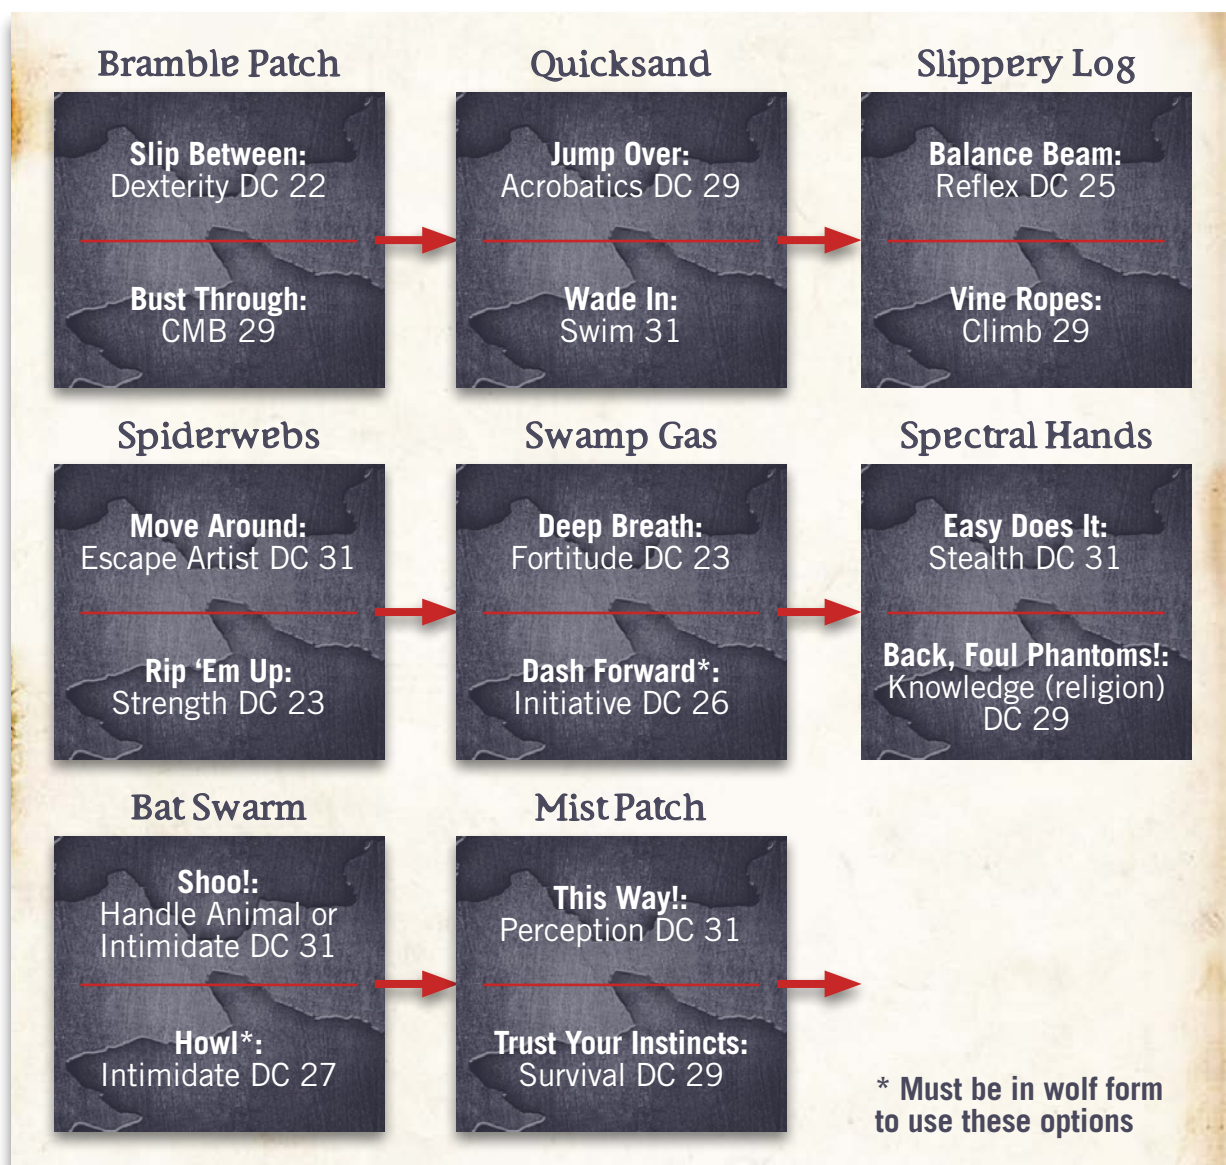 Bramble Patch
Slip Between:
Dexterity DC 22
Bust Through:
CMB 29
Quicksand
Jump Over:
Acrobatics DC 29
Wade In:
Swim 31
Slippery Log
Balance Beam:
Reflex DC 25
Vine Ropes:
Climb 29
Spiderwebs
Move Around:
Escape Artist DC 31
Rip ‘Em Up:
Strength DC 23
Swamp Gas
Deep Breath:
Fortitude DC 23
Dash Forward*:
Initiative DC 26
Spectral Hands
Easy Does It:
Stealth DC 31
Back, Foul Phantoms!:
Knowledge (religion)
DC 29
Bat Swarm
Shoo!:
Handle Animal or
Intimidate DC 31
Howl*:
Intimidate DC 27
Mist Patch
This Way!:
Perception DC 31
Trust Your Instincts:
Survival DC 29
* Must be in wolf form
to use these options